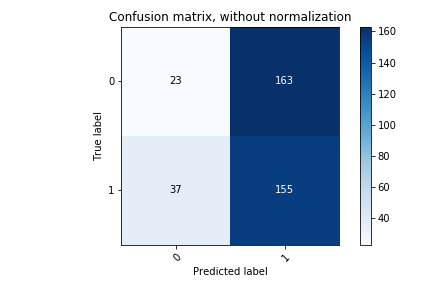 Confusion matrix, without normalization
160
0 23 163
140
120
True label
100
80
1 37 155
60
40
0 1
Predicted label